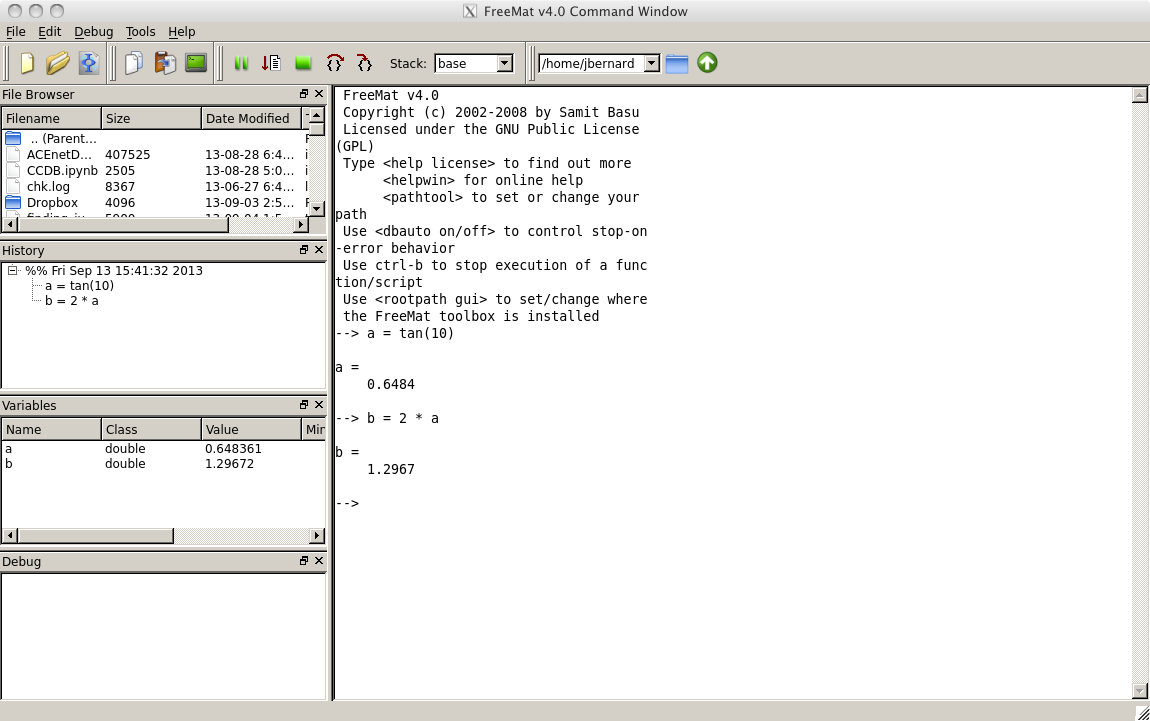 FreeMat v4.0 Command Window
File Edit Debug Tools Help
Stack: base /home/jbernard
File Browser
Filename Size Date Modified
.. (Parent...
ACEnetD... 407525 13-08-28 6:4... i
CCDB.ipynb 2505 13-08-28 5:0... i
chk.log 8367 13-06-27 6:4... l
Dropbox 4096 13-09-03 2:5...
History
%% Fri Sep 13 15:41:32 2013
a = tan(10)
b = 2 * a
Variables
Name Class Value Min
a double 0.648361
b double 1.29672
Debug
FreeMat v4.0
Copyright (c) 2002-2008 by Samit Basu
Licensed under the GNU Public License
(GPL)
Type <help license> to find out more
<helpwin> for online help
<pathtool> to set or change your
path
Use <dbauto on/off> to control stop-on
-error behavior
Use ctrl-b to stop execution of a func
tion/script
Use <rootpath gui> to set/change where
the FreeMat toolbox is installed
--> a = tan(10)
a =
0.6484
--> b = 2 * a
b =
1.2967
-->